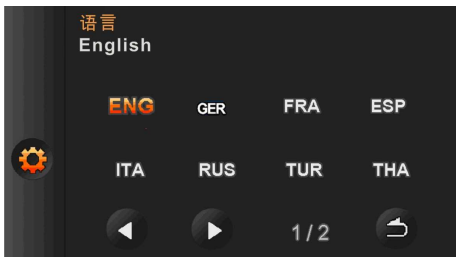 语言
English
ENG GER FRA ESP
ITA RUS TUR THA
1/2